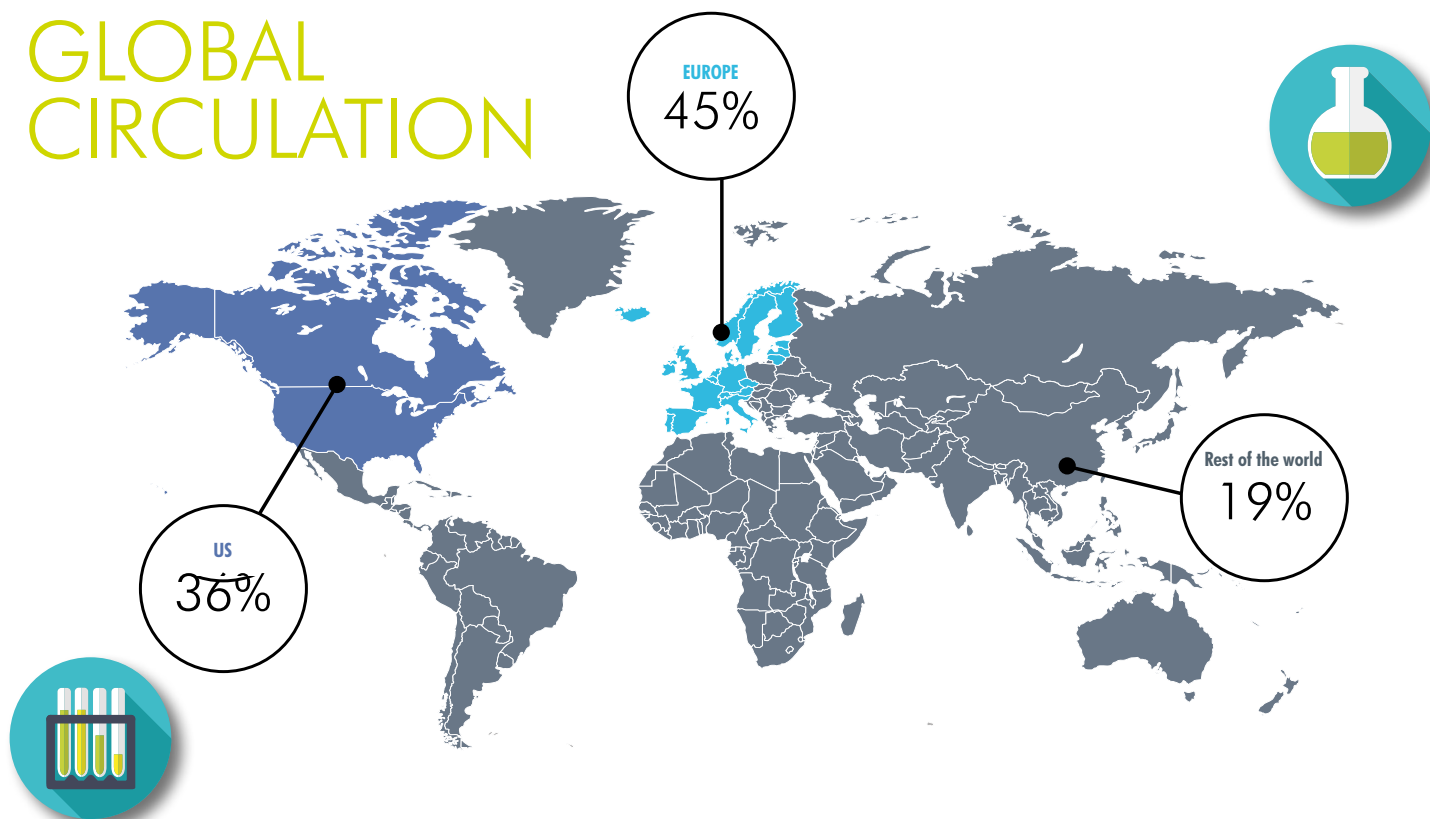 GLOBAL
CIRCULATION
EUROPE
45%
Rest of the world
19%
US
36%